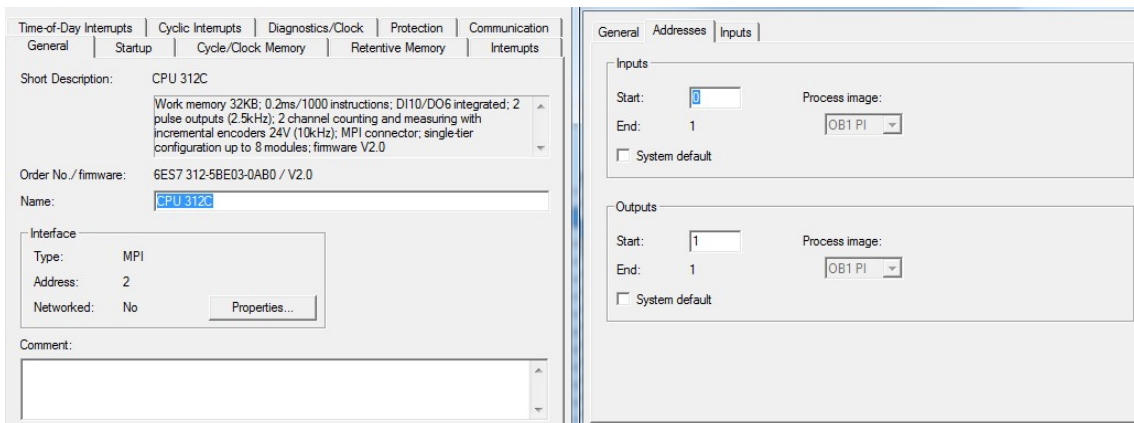 Time-of-Day Interrupts Cyclic Interrupts Diagnostics/Clock Protection Communication
General Startup Cycle/Clock Memory Retentive Memory Interrupts
Short Description: CPU 312C
Work memory 32KB; 0.2ms/1000 instructions; DI10/DO6 integrated; 2
pulse outputs (2.5kHz); 2 channel counting and measuring with
incremental encoders 24V (10kHz); MPI connector; single-tier
configuration up to 8 modules; firmware V2.0
Order No./ firmware: 6ES7 312-5BE03-0AB0 / V2.0
Name: CPU 312C
Interface
Type: MPI
Address: 2
Networked: No Properties...
Comment:
General Addresses Inputs
Inputs
Start: 0 Process image:
End: 1 OB1 PI
System default
Outputs
Start: 1 Process image:
End: 1 OB1 PI
System default